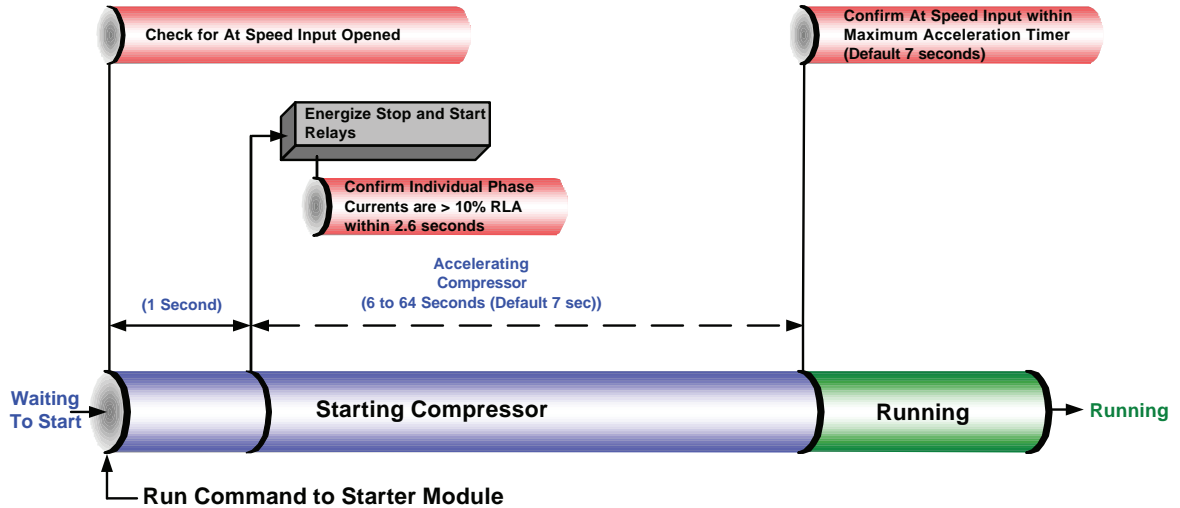 Check for At Speed Input Opened
Confirm At Speed Input within
Maximum Acceleration Timer
(Default 7 seconds)
Energize Stop and Start
Relays
Confirm Individual Phase
Currents are > 10% RLA
within 2.6 seconds
(1 Second)
Accelerating
Compressor
(6 to 64 Seconds (Default 7 sec))
Waiting
To Start
Starting Compressor
Running
Running
Run Command to Starter Module